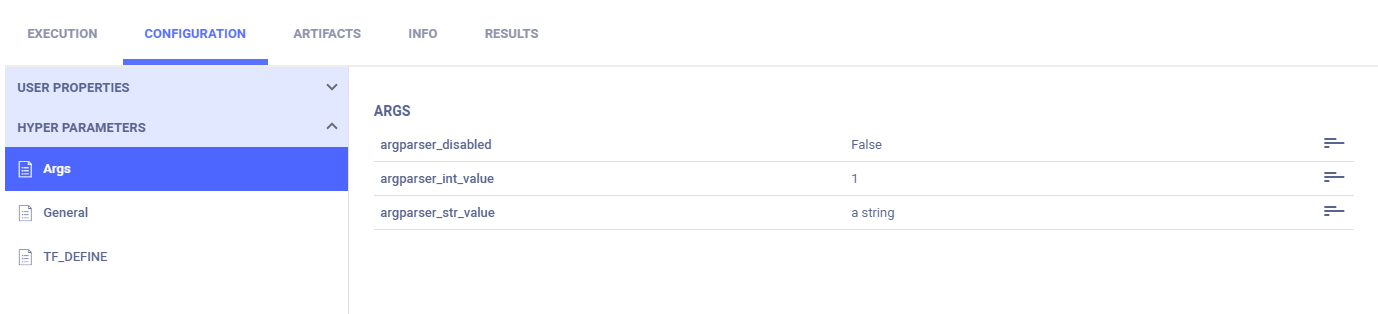 EXECUTION CONFIGURATION ARTIFACTS INFO RESULTS
USER PROPERTIES
HYPER PARAMETERS
Args
General
TF_DEFINE
ARGS
argparser_disabled False
argparser_int_value 1
argparser_str_value a string